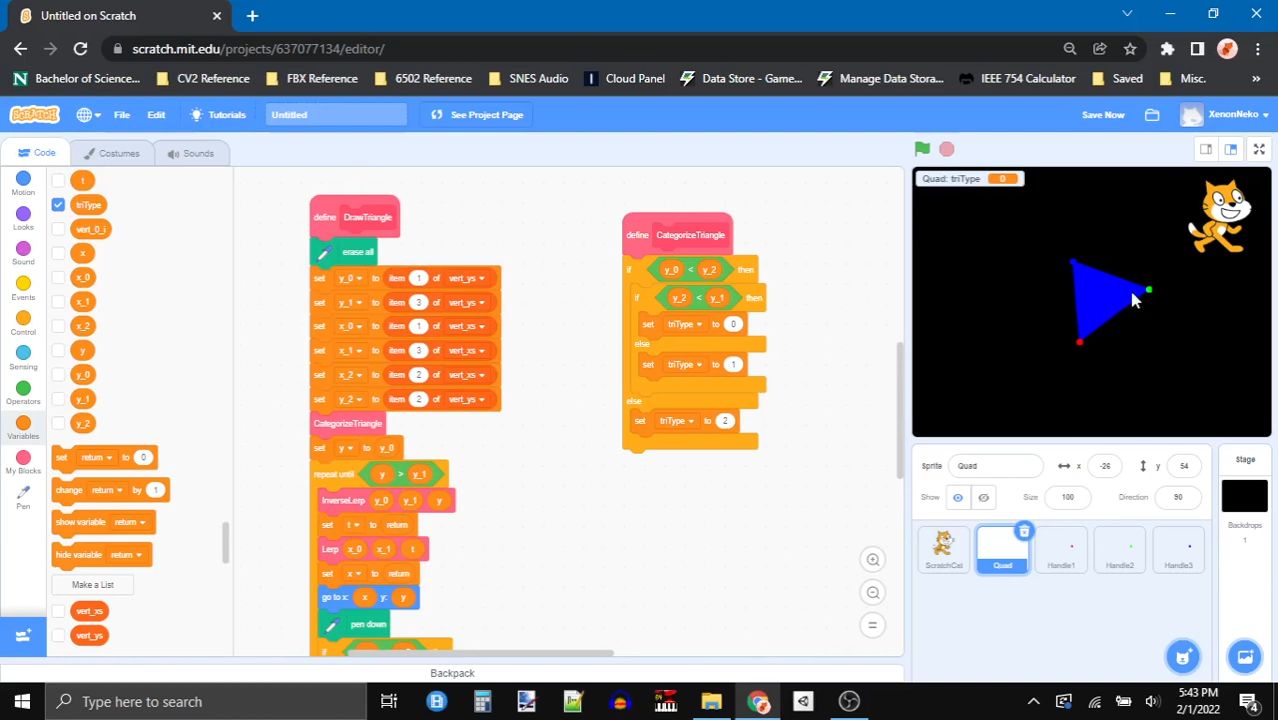 Untitled on Scratch
scratch.mit.edu/projects/637077134/editor/
Bachelor of Science... CV2 Reference FBX Reference 6502 Reference SNES Audio Cloud Panel Data Store - Game... Manage Data Stora... IEEE 754 Calculator Saved Misc. »
SCRATCH File Edit Tutorials Untitled See Project Page Save Now XenonNeko
Code Costumes Sounds
Motion
Looks
Sound
Events
Control
Sensing
Operators
Variables
My Blocks
Pen
t
triType
vert_0_i
x
x_0
x_1
x_2
y
y_0
y_1
y_2
set return to 0
change return by 1
show variable return
hide variable return
Make a List
vert_xs
vert_ys
define DrawTriangle
erase all
set y_0 to item 1 of vert_ys
set y_1 to item 3 of vert_ys
set x_0 to item 1 of vert_xs
set x_1 to item 3 of vert_xs
set x_2 to item 2 of vert_xs
set y_2 to item 2 of vert_ys
CategorizeTriangle
set y to y_0
repeat until y > y_1
InverseLerp y_0 y_1 y
set t to return
Lerp x_0 x_1 t
set x to return
go to x: x y: y
pen down
if
define CategorizeTriangle
if y_0 < y_2 then
if y_2 < y_1 then
set triType to 0
else
set triType to 1
else
set triType to 2
Quad: triType 0
Sprite Quad x -26 y 54
Show Size 100 Direction 90
ScratchCat
Quad
Handle1
Handle2
Handle3
Stage
Backdrops
1
Backpack
Type here to search
5:43 PM
2/1/2022
4